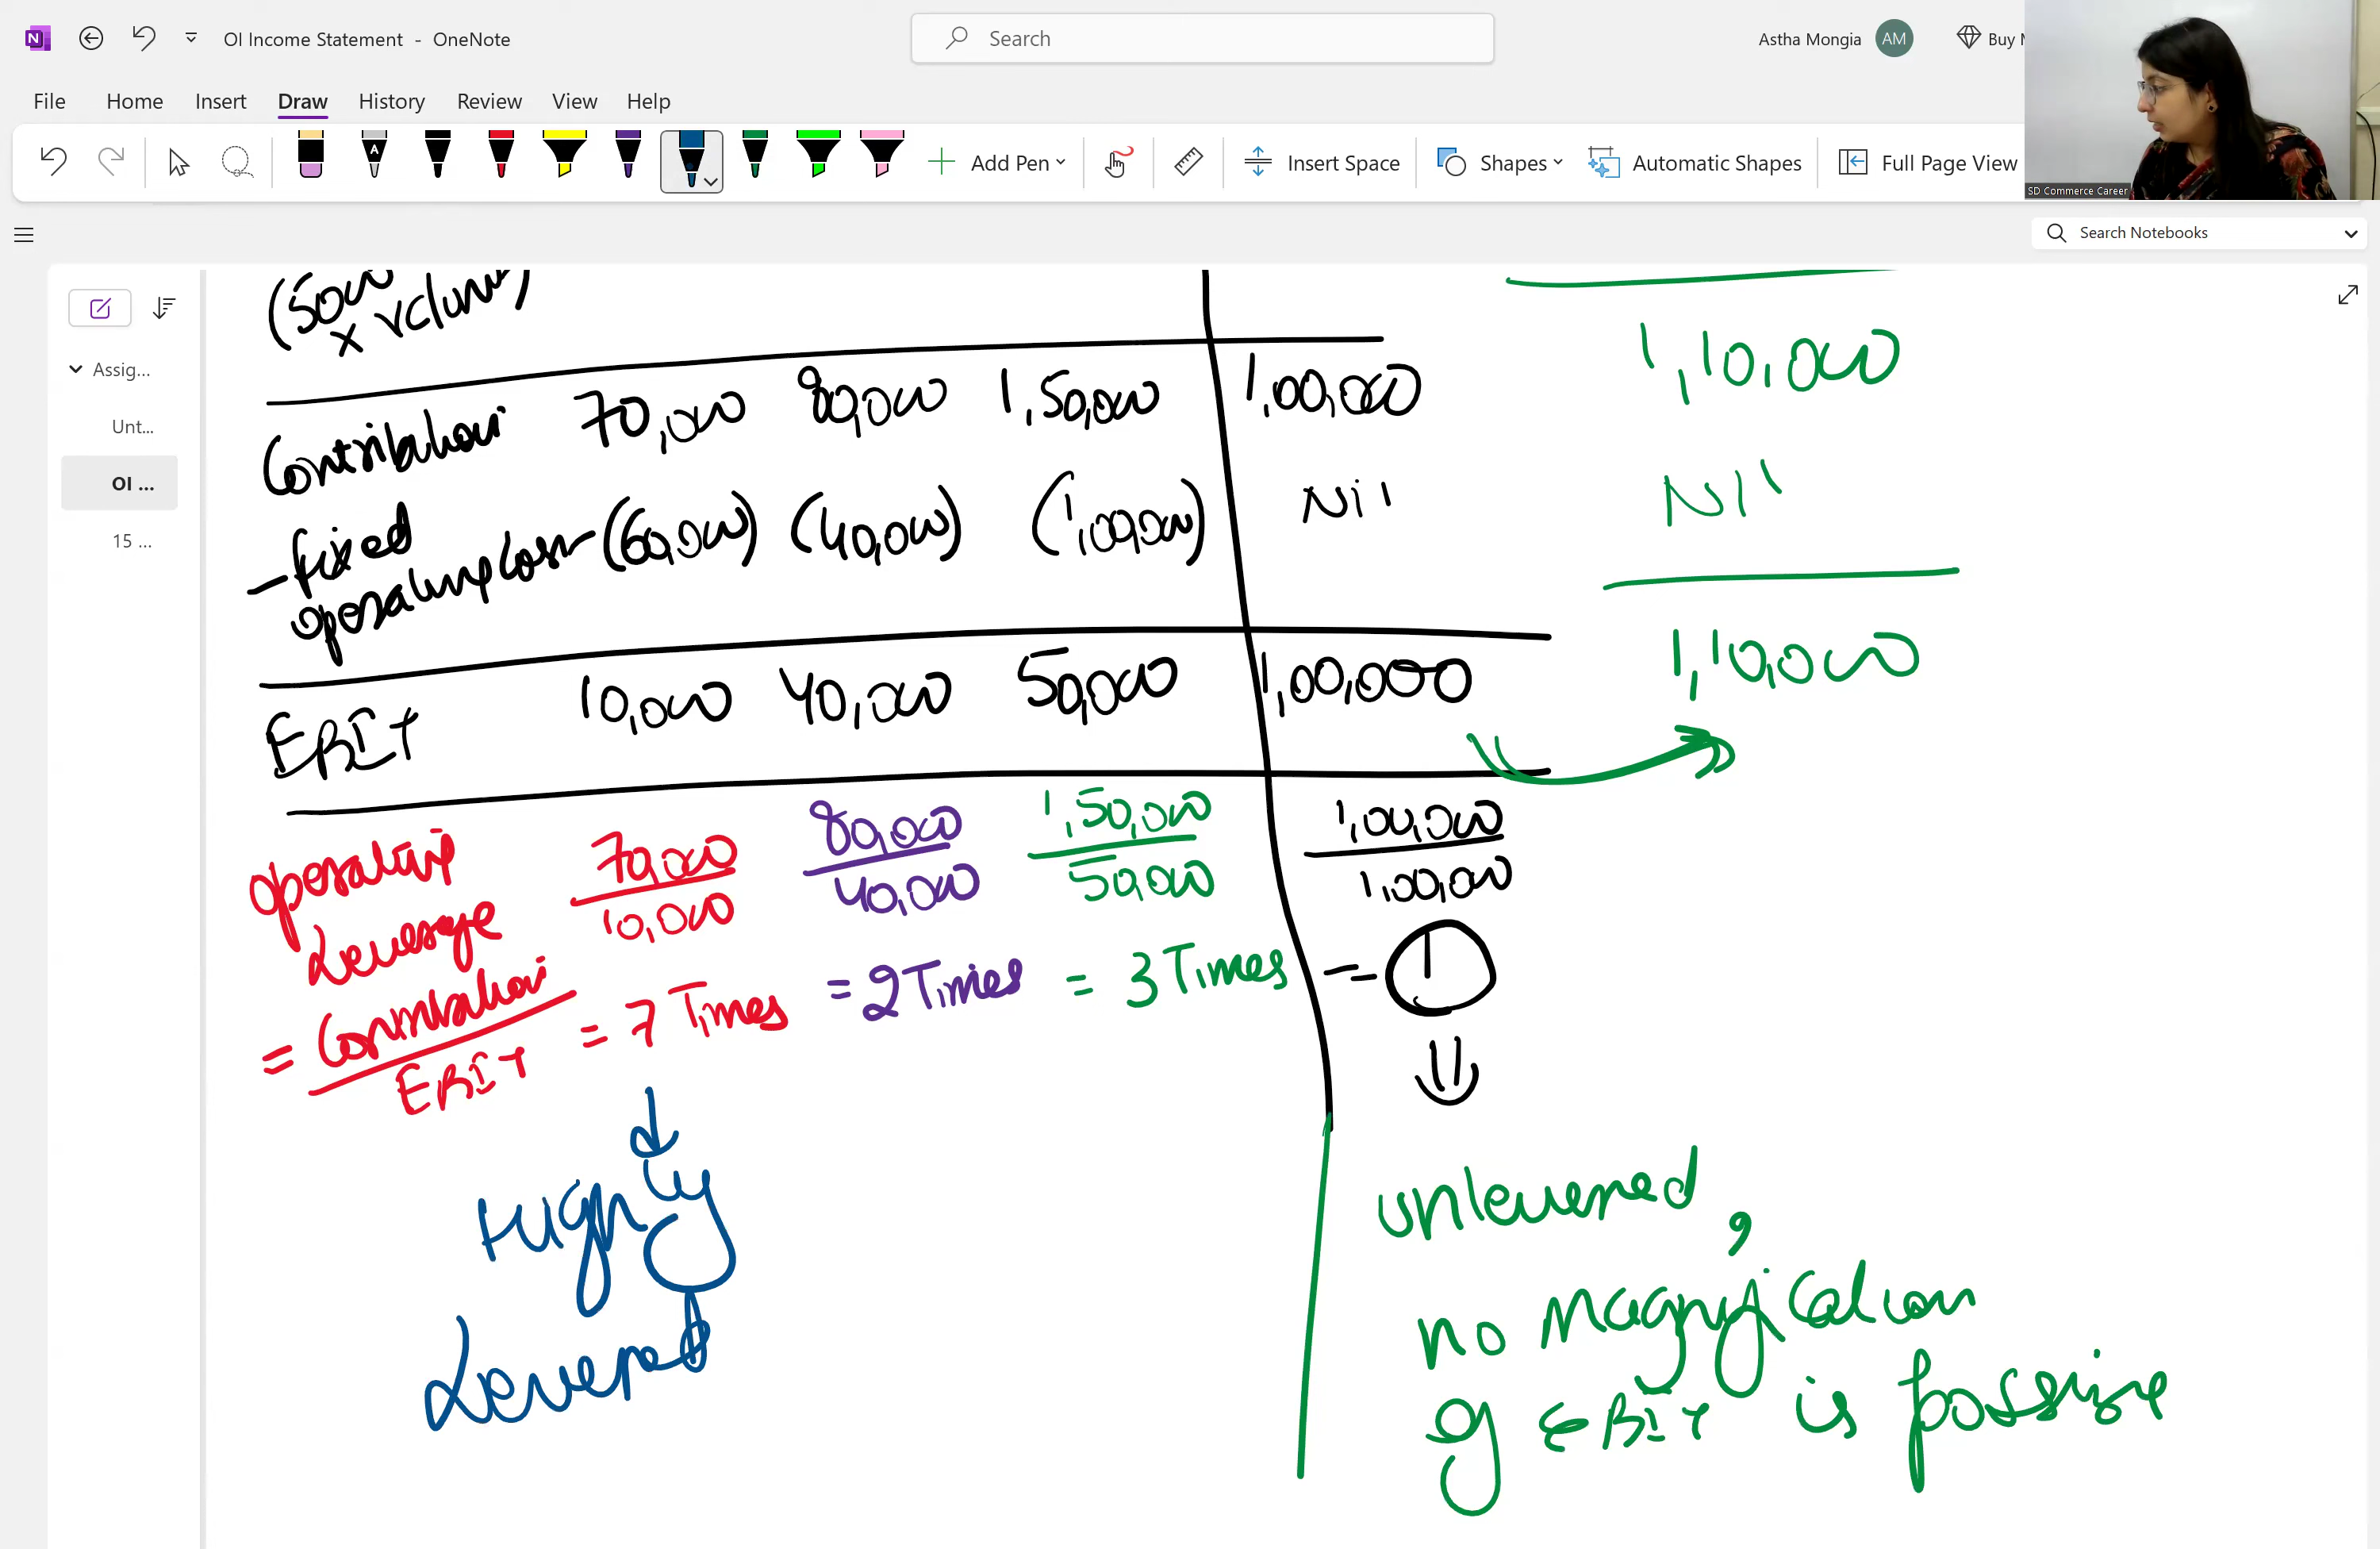 OI Income Statement - OneNote
Search
Astha Mongia AM
Buy
File Home Insert Draw History Review View Help
Add Pen
Insert Space
Shapes
Automatic Shapes
Full Page View
SD Commerce Career
Search Notebooks
Assig...
Unt...
OI ...
15 ...
1,10,000
Contribution 70,000 80,000 1,50,000 1,00,000
- fixed operating cost (60,000) (40,000) (1,00,000) Nil Nil
EBIT 10,000 40,000 50,000 1,00,000 1,10,000
operating Leverage
= Contribution / EBIT
70,000 / 10,000 = 7 Times
80,000 / 40,000 = 2 Times
1,50,000 / 50,000 = 3 Times
1,00,000 / 1,00,000 = 1
Highly
Levered
unlevered,
no magnification
of EBIT is possible